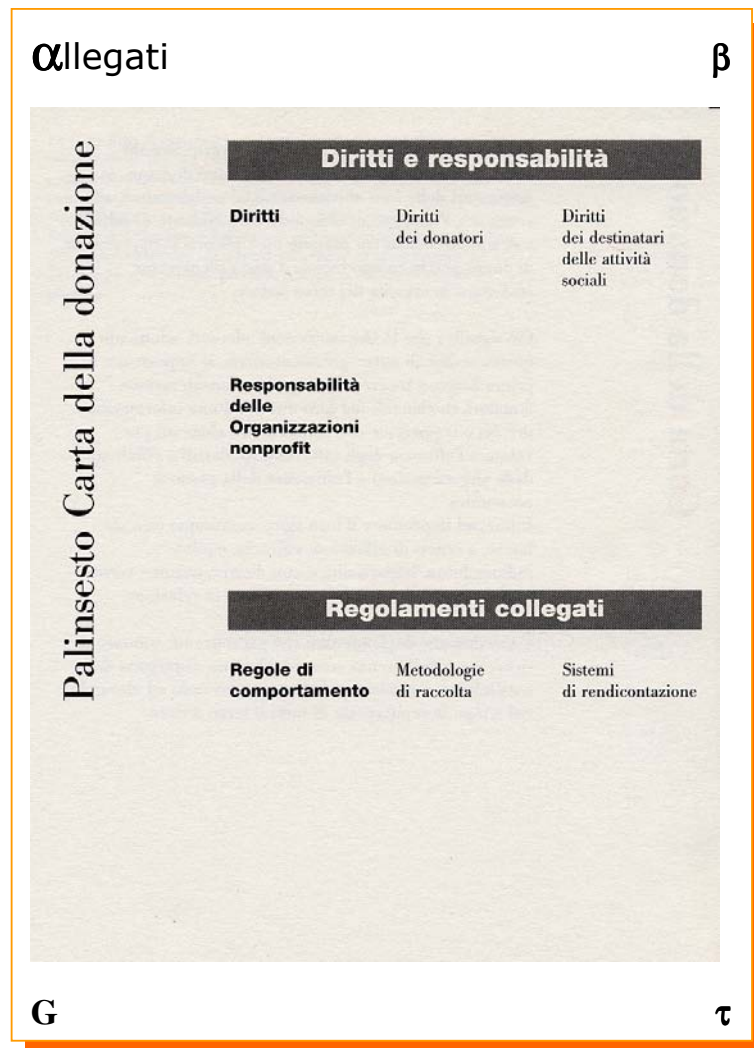 αllegati
β
Palinsesto Carta della donazione
Diritti e responsabilità
Diritti
Diritti
dei donatori
Diritti
dei destinatari
delle attività
sociali
Responsabilità
delle
Organizzazioni
nonprofit
Regolamenti collegati
Regole di
comportamento
Metodologie
di raccolta
Sistemi
di rendicontazione
G
τ